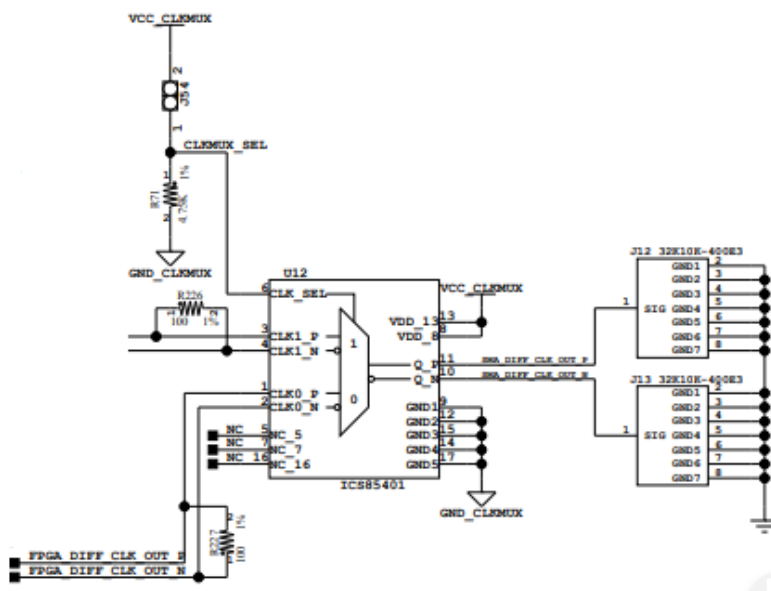 VCC_CLKMUX
2
J54
1
CLKMUX_SEL
1
1%
R71
4.75K
2
GND_CLKMUX
U12
6 CLK_SEL
VCC_CLKMUX
R226
1 2
100 1%
3 CLK1_P
4 CLK1_N
1
VDD_13 13
VDD_8 8
Q_P 11 SMA_DIFF_CLK_OUT_P
Q_N 10 SMA_DIFF_CLK_OUT_N
1 CLK0_P
2 CLK0_N
0
NC 5 NC_5
NC 7 NC_7
NC 16 NC_16
GND1 9
GND2 12
GND3 15
GND4 14
GND5 17
ICS85401
GND_CLKMUX
J12 32K10K-400E3
1 SIG
GND1 2
GND2 3
GND3 4
GND4 5
GND5 6
GND6 7
GND7 8
J13 32K10K-400E3
1 SIG
GND1 2
GND2 3
GND3 4
GND4 5
GND5 6
GND6 7
GND7 8
2
1%
R227
100
FPGA_DIFF_CLK_OUT_P
FPGA_DIFF_CLK_OUT_N